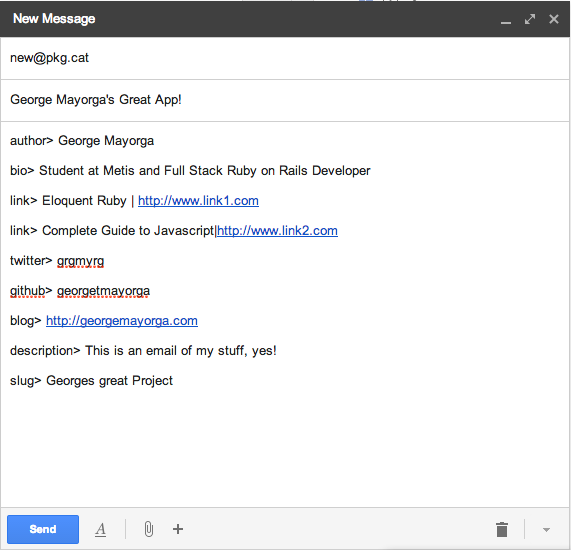 New Message
new@pkg.cat
George Mayorga's Great App!
author> George Mayorga
bio> Student at Metis and Full Stack Ruby on Rails Developer
link> Eloquent Ruby | http://www.link1.com
link> Complete Guide to Javascript|http://www.link2.com
twitter> grgmyrg
github> georgetmayorga
blog> http://georgemayorga.com
description> This is an email of my stuff, yes!
slug> Georges great Project
Send A